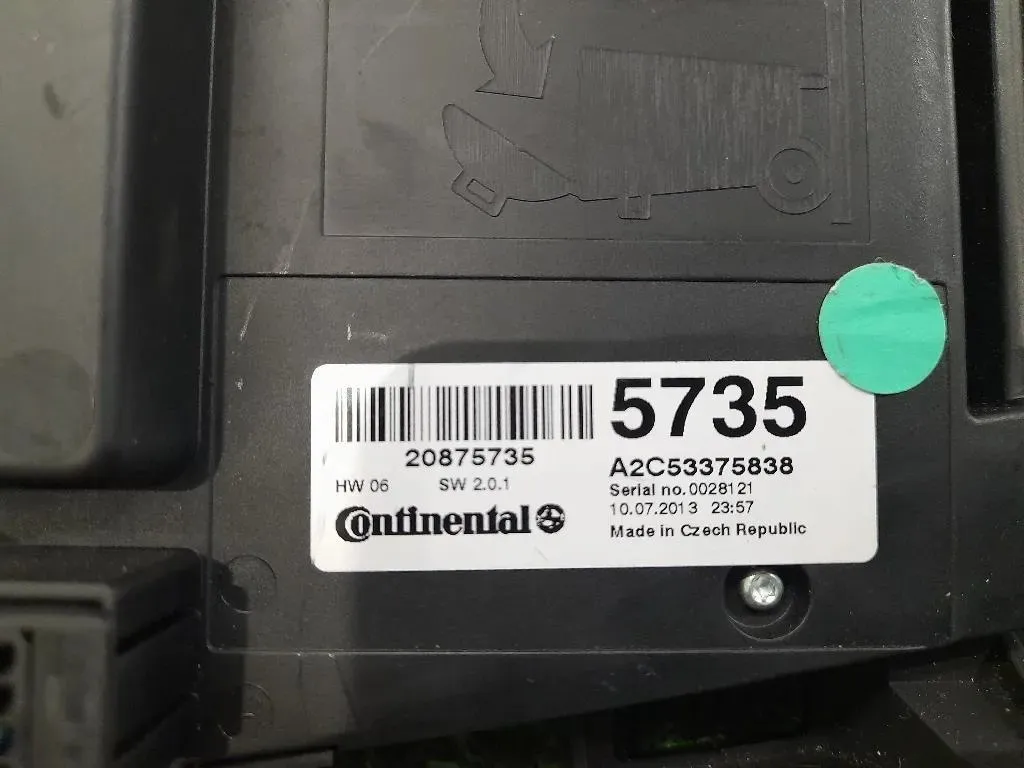 20875735
HW 06 SW 2.0.1
Continental
5735
A2C53375838
Serial no.0028121
10.07.2013 23:57
Made in Czech Republic